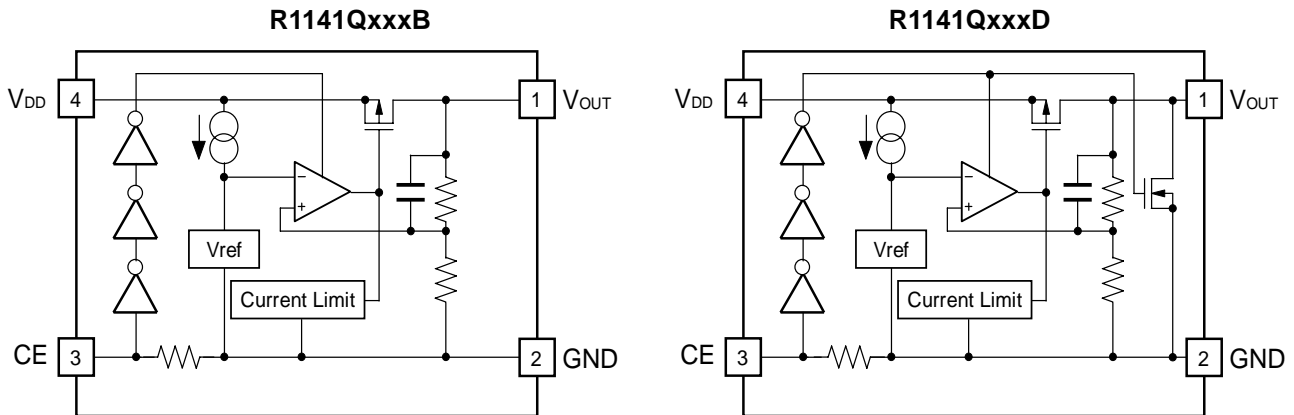 R1141QxxxB
VDD
4
1
VOUT
−
+
Vref
Current Limit
CE
3
2
GND
R1141QxxxD
VDD
4
1
VOUT
−
+
Vref
Current Limit
CE
3
2
GND